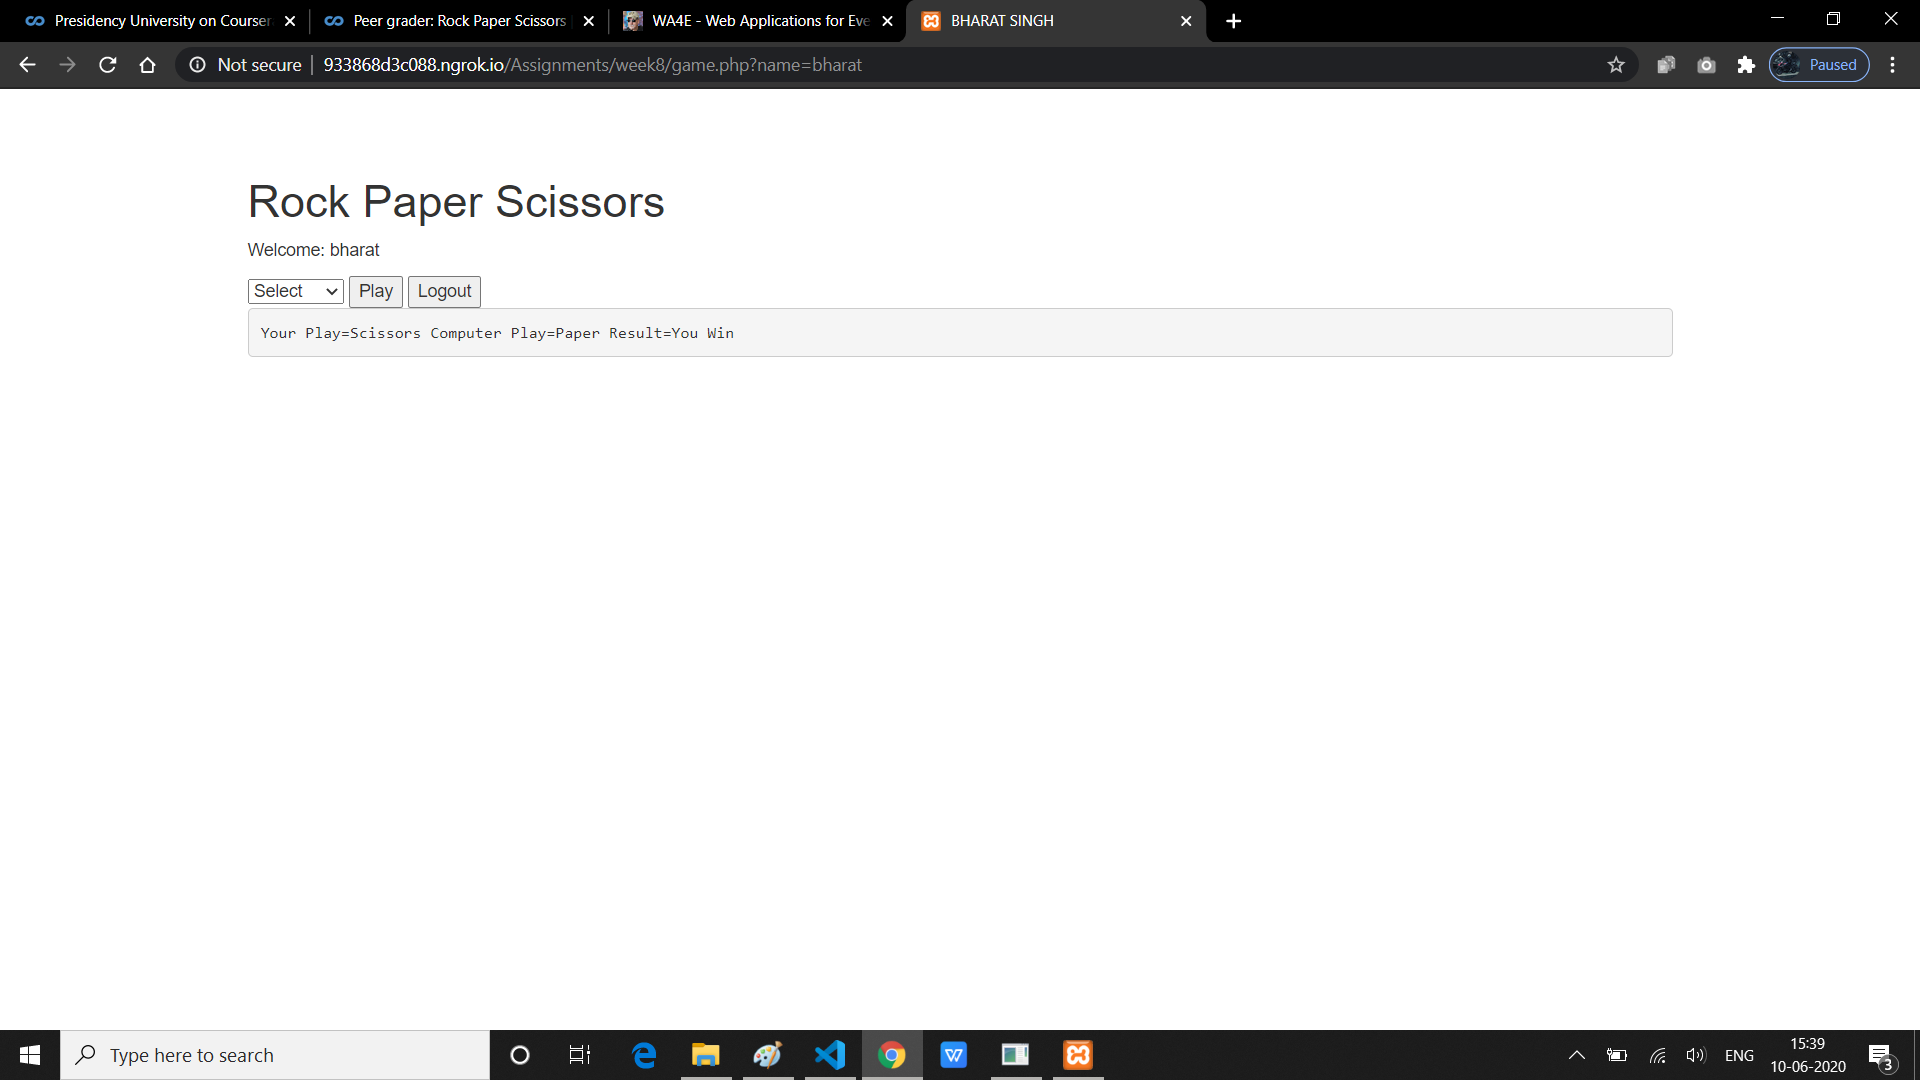 Presidency University on Courser
Peer grader: Rock Paper Scissors
WA4E - Web Applications for Eve
BHARAT SINGH
Not secure
933868d3c088.ngrok.io/Assignments/week8/game.php?name=bharat
Paused
Rock Paper Scissors
Welcome: bharat
Select
Play
Logout
Your Play=Scissors Computer Play=Paper Result=You Win
Type here to search
ENG
15:39
10-06-2020
3